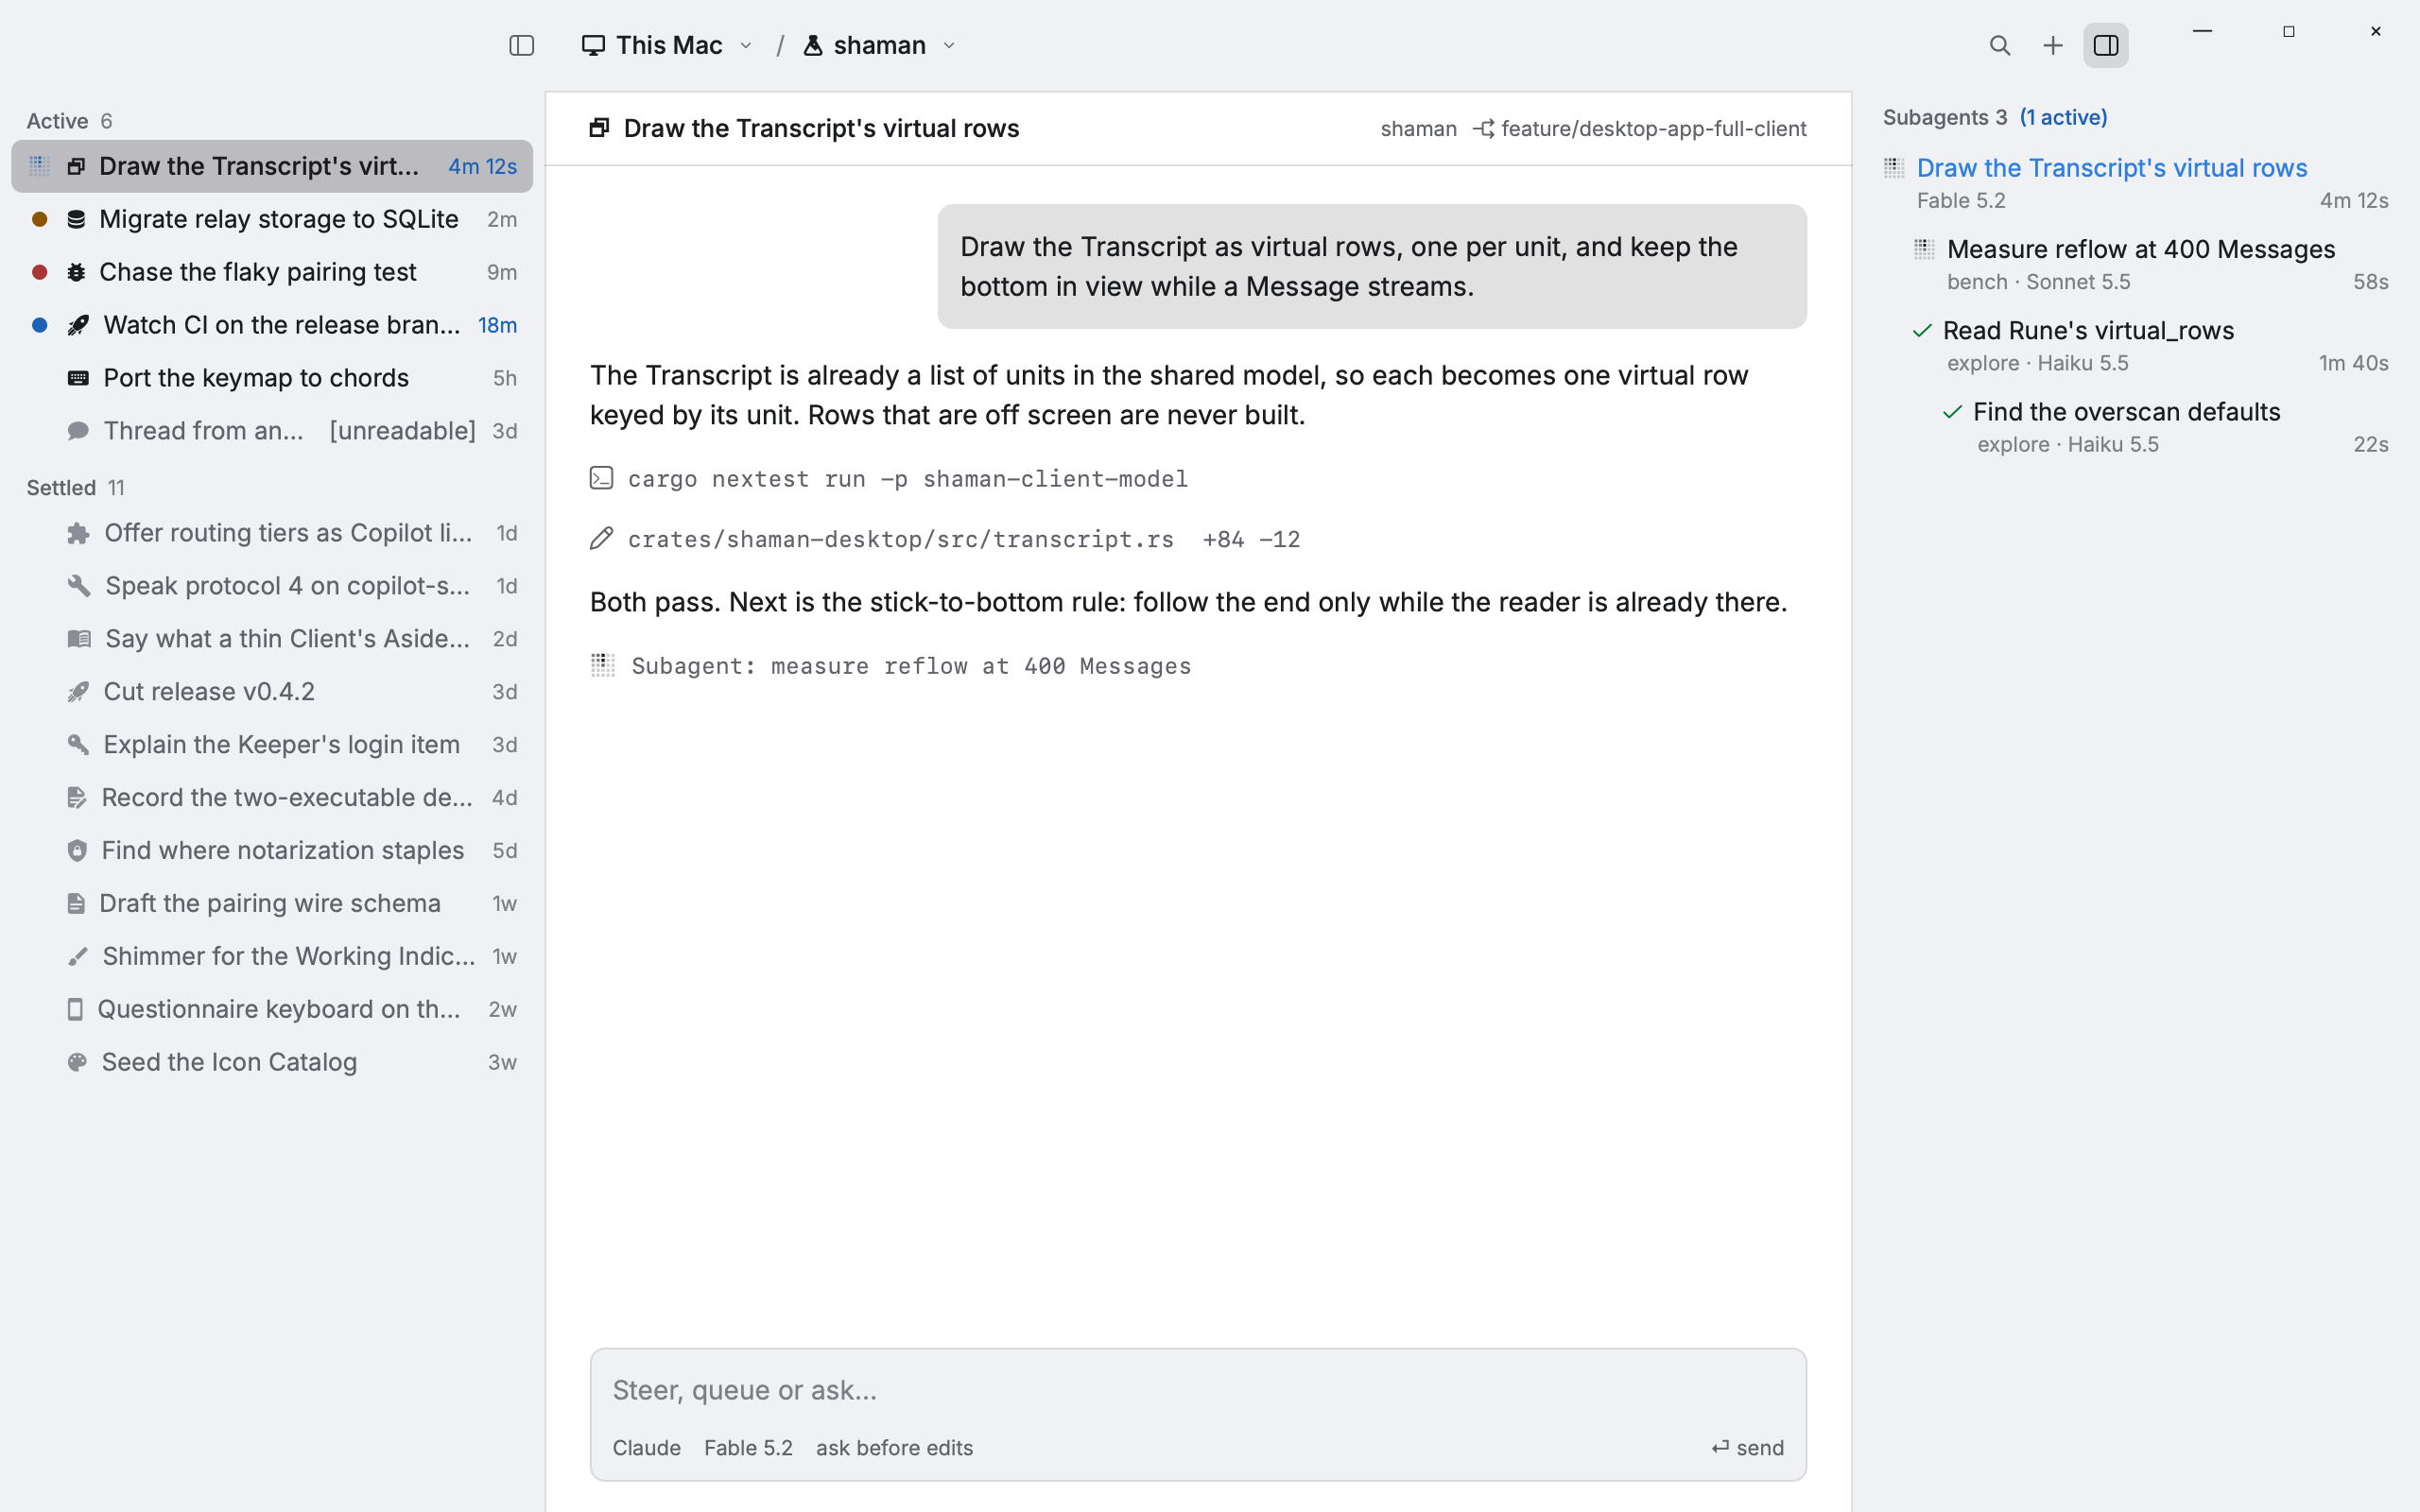 This Mac / shaman
Active 6
Draw the Transcript's virt... 4m 12s
Migrate relay storage to SQLite 2m
Chase the flaky pairing test 9m
Watch CI on the release bran... 18m
Port the keymap to chords 5h
Thread from an... [unreadable] 3d
Settled 11
Offer routing tiers as Copilot li... 1d
Speak protocol 4 on copilot-s... 1d
Say what a thin Client's Aside... 2d
Cut release v0.4.2 3d
Explain the Keeper's login item 3d
Record the two-executable de... 4d
Find where notarization staples 5d
Draft the pairing wire schema 1w
Shimmer for the Working Indic... 1w
Questionnaire keyboard on th... 2w
Seed the Icon Catalog 3w
Draw the Transcript's virtual rows
shaman feature/desktop-app-full-client
Draw the Transcript as virtual rows, one per unit, and keep the
bottom in view while a Message streams.
The Transcript is already a list of units in the shared model, so each becomes one virtual row
keyed by its unit. Rows that are off screen are never built.
cargo nextest run -p shaman-client-model
crates/shaman-desktop/src/transcript.rs +84 -12
Both pass. Next is the stick-to-bottom rule: follow the end only while the reader is already there.
Subagent: measure reflow at 400 Messages
Steer, queue or ask...
Claude Fable 5.2 ask before edits
send
Subagents 3 (1 active)
Draw the Transcript's virtual rows
Fable 5.2 4m 12s
Measure reflow at 400 Messages
bench · Sonnet 5.5 58s
Read Rune's virtual_rows
explore · Haiku 5.5 1m 40s
Find the overscan defaults
explore · Haiku 5.5 22s